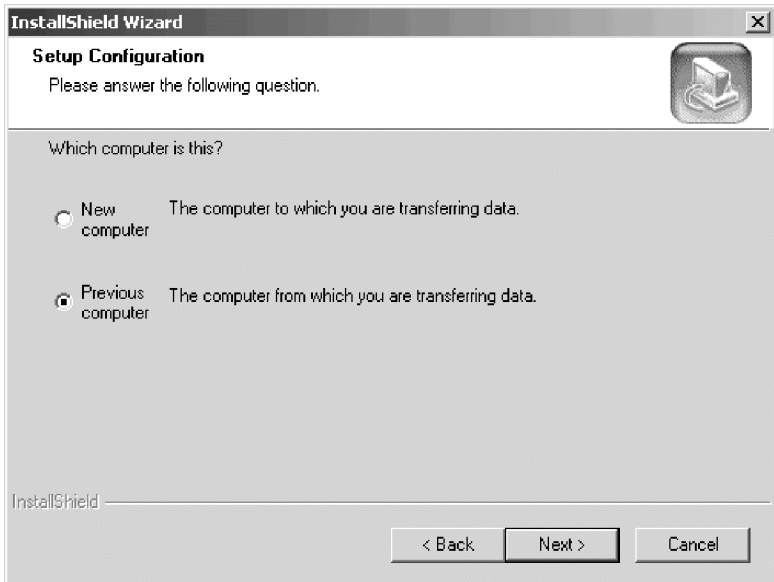 InstallShield Wizard
Setup Configuration
Please answer the following question.
Which computer is this?
New computer The computer to which you are transferring data.
Previous computer The computer from which you are transferring data.
InstallShield
< Back Next > Cancel